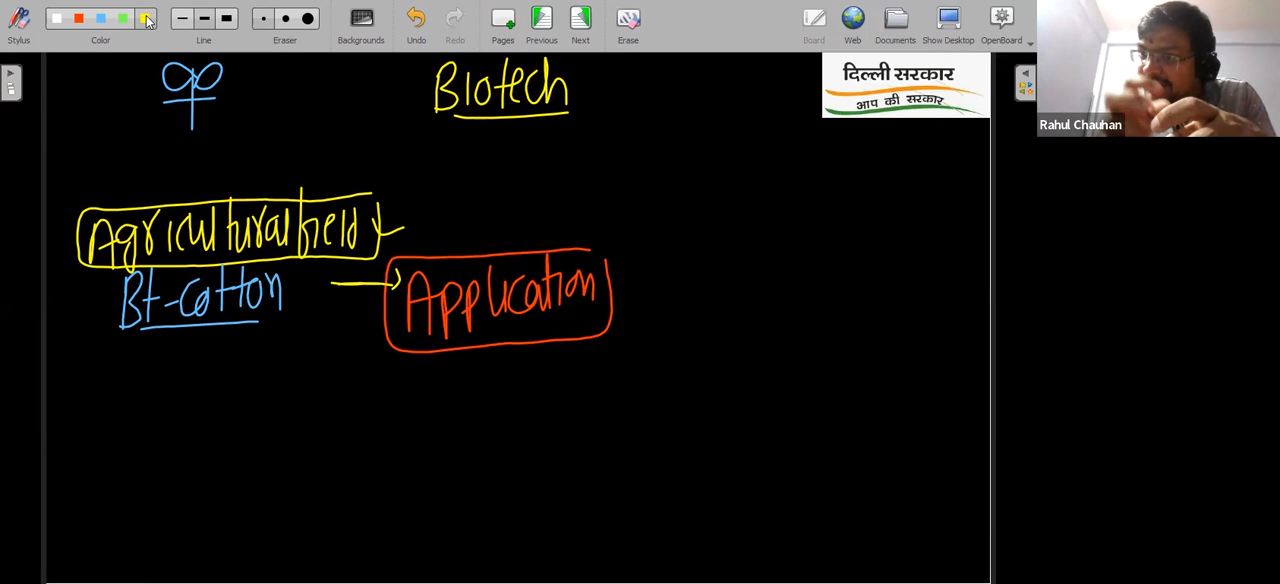 Stylus
Color
Line
Eraser
Backgrounds
Undo
Redo
Pages
Previous
Next
Erase
Board
Web
Documents
Show Desktop
OpenBoard
Rahul Chauhan
Biotech
दिल्ली सरकार
आप की सरकार
Agricultural field
Bt-cotton
Application